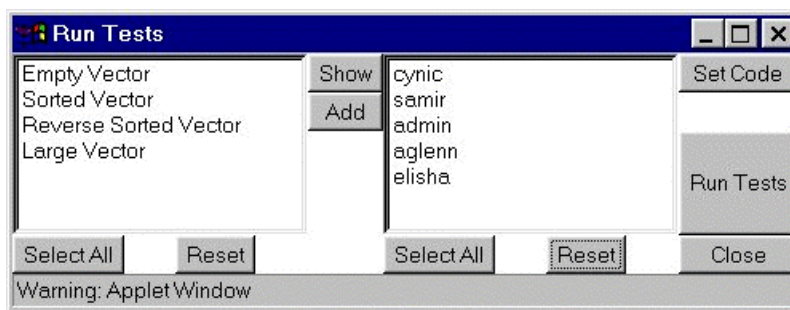 Run Tests
Empty Vector
Sorted Vector
Reverse Sorted Vector
Large Vector
Show
Add
cynic
samir
admin
aglenn
elisha
Set Code
Run Tests
Select All
Reset
Select All
Reset
Close
Warning: Applet Window